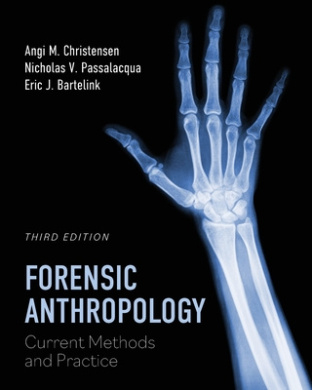 Angi M. Christensen
Nicholas V. Passalacqua
Eric J. Bartelink
THIRD EDITION
FORENSIC
ANTHROPOLOGY
Current Methods
and Practice